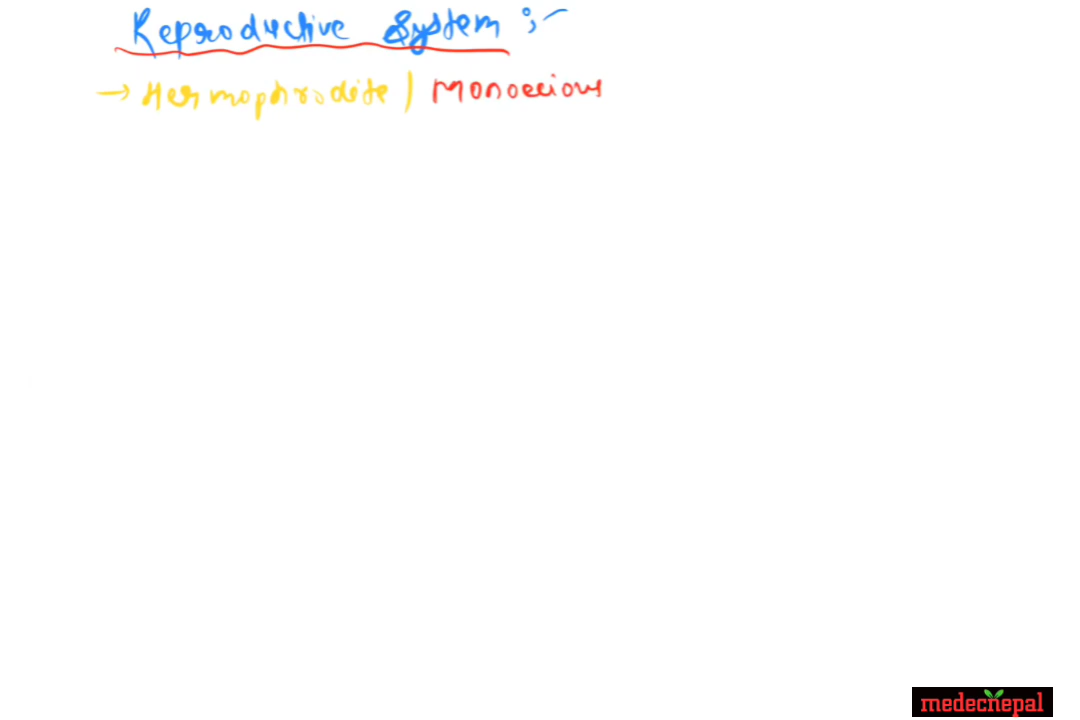 Reproductive System :-
→ Hermophrodite / Monoecious
medecnepal